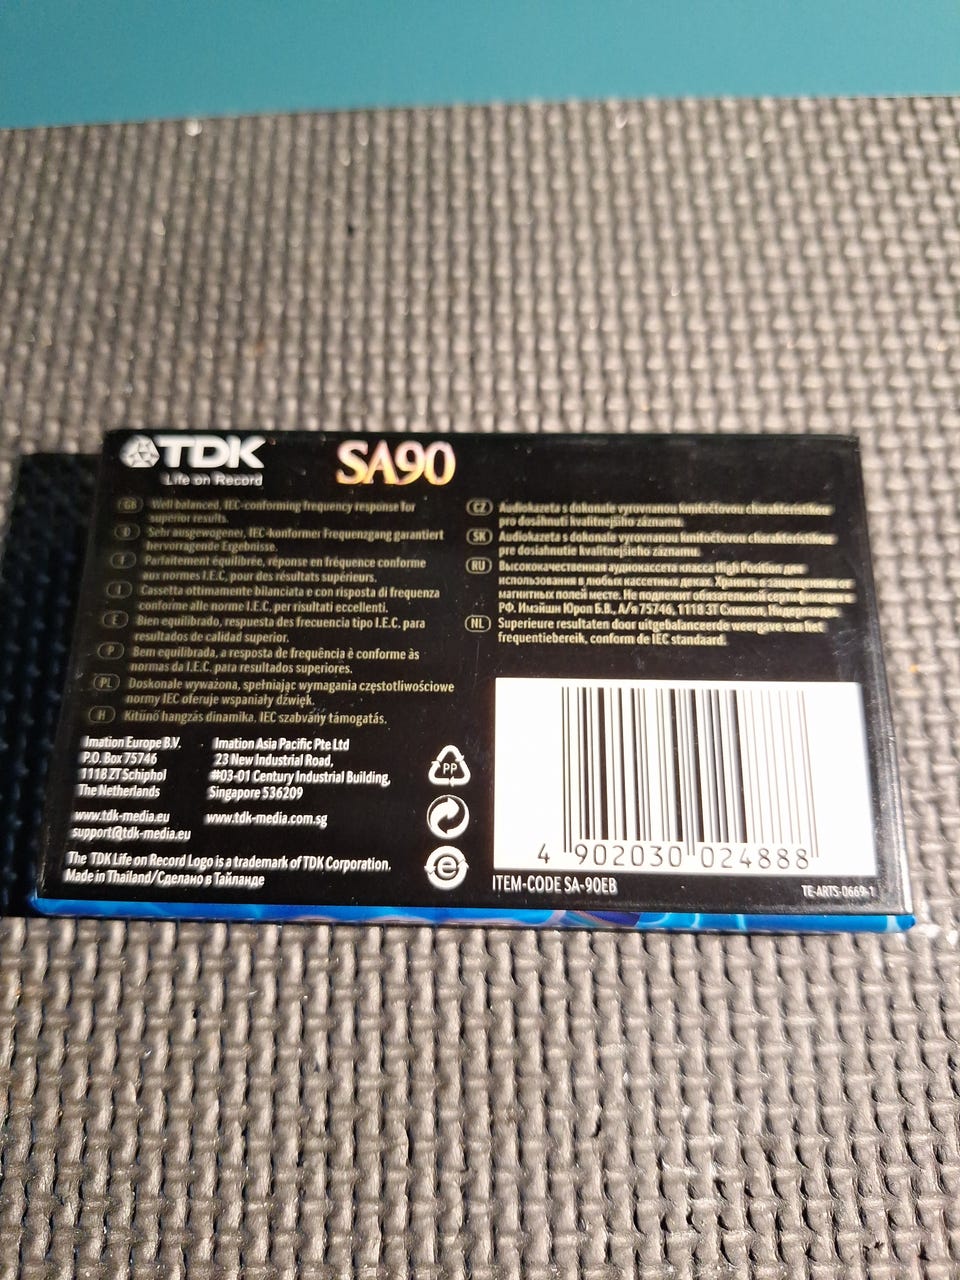 TDK
Life on Record
SA90
GB Well balanced, IEC-conforming frequency response for
superior results.
D Sehr ausgewogener, IEC-konformer Frequenzgang garantiert
hervorragende Ergebnisse.
F Parfaitement équilibrée, réponse en fréquence conforme
aux normes I.E.C, pour des résultats supérieurs.
I Cassetta ottimamente bilanciata e con risposta di frequenza
conforme alle norme I.E.C, per risultati eccellenti.
E Bien equilibrado, respuesta des frecuencia tipo I.E.C. para
resultados de calidad superior.
P Bem equilibrada, a resposta de frequência è conforme às
normas da I.E.C. para resultados superiores.
PL Doskonale wyważona, spełniając wymagania częstotliwościowe
normy IEC oferuje wspaniały dźwięk.
H Kitünő hangzás dinamika, IEC szabvány támogatás.
CZ Audiokazeta s dokonale vyrovnanou kmitočtovou charakteristikou
pro dosáhnutí kvalitnejšího záznamu.
SK Audiokazeta s dokonale vyrovnanou kmitočtovou charakteristikou
pre dosiahnutie kvalitnejšieho záznamu.
RU Высококачественная аудиокассета класса High Position для
использования в любых кассетных деках. Хранить в защищенном от
магнитных полей месте. Не подлежит обязательной сертификации в
РФ. Имэйшн Юроп Б.В., А/я 75746, 1118 ЗТ Схипхол, Нидерланды.
NL Superieure resultaten door uitgebalanceerde weergave van het
frequentiebereik, conform de IEC standaard.
Imation Europe B.V.
P.O. Box 75746
1118 ZT Schiphol
The Netherlands
www.tdk-media.eu
support@tdk-media.eu
Imation Asia Pacific Pte Ltd
23 New Industrial Road,
#03-01 Century Industrial Building,
Singapore 536209
www.tdk-media.com.sg
The TDK Life on Record Logo is a trademark of TDK Corporation.
Made in Thailand/Сделано в Тайланде
PP
e
4 902030 024888
ITEM-CODE SA-90EB
TE-ARTS-0669-1